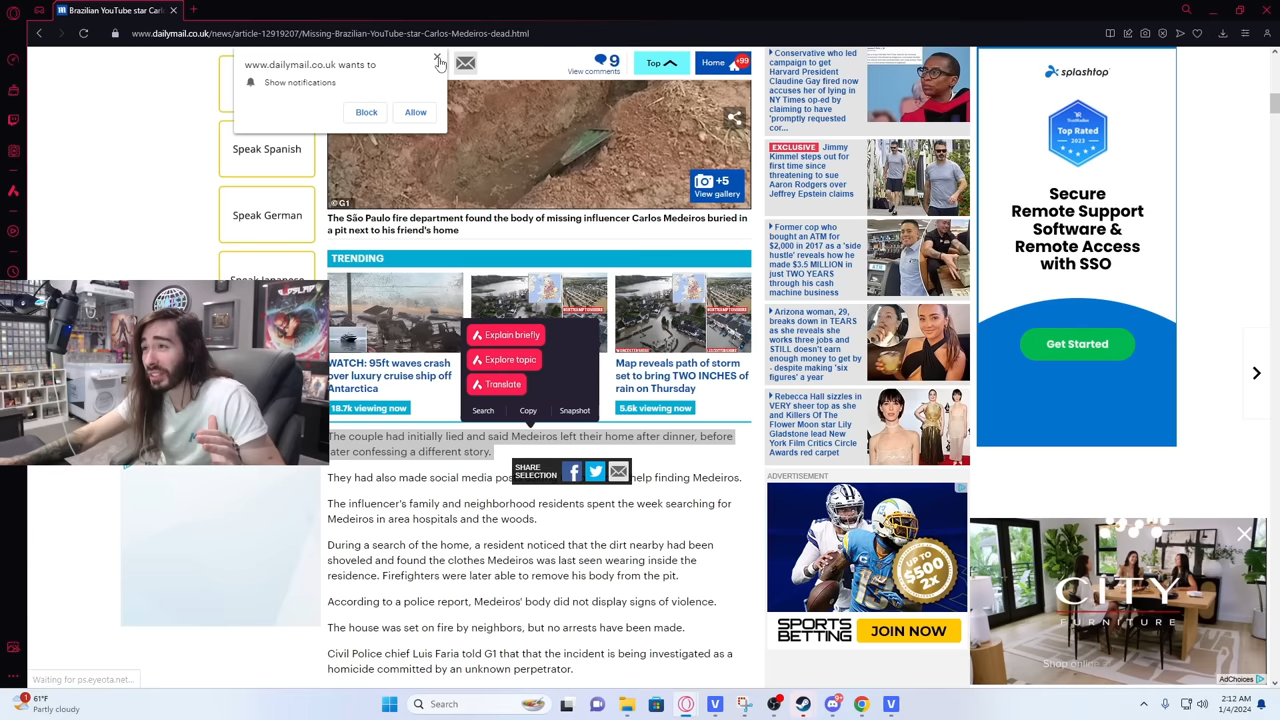 Brazilian YouTube star Carl
www.dailymail.co.uk/news/article-12919207/Missing-Brazilian-YouTube-star-Carlos-Medeiros-dead.html
www.dailymail.co.uk wants to
Show notifications
Block
Allow
Speak Spanish
Speak German
Speak Japanese
9
View comments
Top
Home
+99
© G1
+5
View gallery
The São Paulo fire department found the body of missing influencer Carlos Medeiros buried in
a pit next to his friend's home
TRENDING
WATCH: 95ft waves crash
over luxury cruise ship off
Antarctica
18.7k viewing now
Map reveals path of storm
set to bring TWO INCHES of
rain on Thursday
5.6k viewing now
Explain briefly
Explore topic
Translate
Search
Copy
Snapshot
The couple had initially lied and said Medeiros left their home after dinner, before
later confessing a different story.
SHARE
SELECTION
They had also made social media pos
help finding Medeiros.
The influencer's family and neighborhood residents spent the week searching for
Medeiros in area hospitals and the woods.
During a search of the home, a resident noticed that the dirt nearby had been
shoveled and found the clothes Medeiros was last seen wearing inside the
residence. Firefighters were later able to remove his body from the pit.
According to a police report, Medeiros' body did not display signs of violence.
The house was set on fire by neighbors, but no arrests have been made.
Civil Police chief Luis Faria told G1 that that the incident is being investigated as a
homicide committed by an unknown perpetrator.
Conservative who led
campaign to get
Harvard President
Claudine Gay fired now
accuses her of lying in
NY Times op-ed by
claiming to have
'promptly requested
cor...
EXCLUSIVE Jimmy
Kimmel steps out for
first time since
threatening to sue
Aaron Rodgers over
Jeffrey Epstein claims
Former cop who
bought an ATM for
$2,000 in 2017 as a 'side
hustle' reveals how he
made $3.5 MILLION in
just TWO YEARS
through his cash
machine business
Arizona woman, 29,
breaks down in TEARS
as she reveals she
works three jobs and
STILL doesn't earn
enough money to get by
- despite making 'six
figures' a year
Rebecca Hall sizzles in
VERY sheer top as she
and Killers Of The
Flower Moon star Lily
Gladstone lead New
York Film Critics Circle
Awards red carpet
ADVERTISEMENT
UP TO
$500
2x
SPORTS
BETTING
JOIN NOW
splashtop
TrustRadius
Top Rated
2023
Secure
Remote Support
Software &
Remote Access
with SSO
Get Started
CITY
FURNITURE
Shop online
AdChoices
Waiting for ps.eyeota.net...
1
61°F
Partly cloudy
Search
2:12 AM
1/4/2024